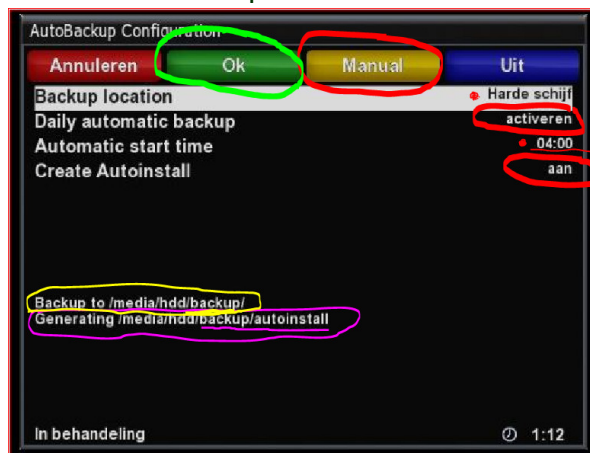 AutoBackup Configuration
Annuleren Ok Manual Uit
Backup location Harde schijf
Daily automatic backup activeren
Automatic start time 04:00
Create Autoinstall aan
Backup to /media/hdd/backup/
Generating /media/hdd/backup/autoinstall
In behandeling 1:12